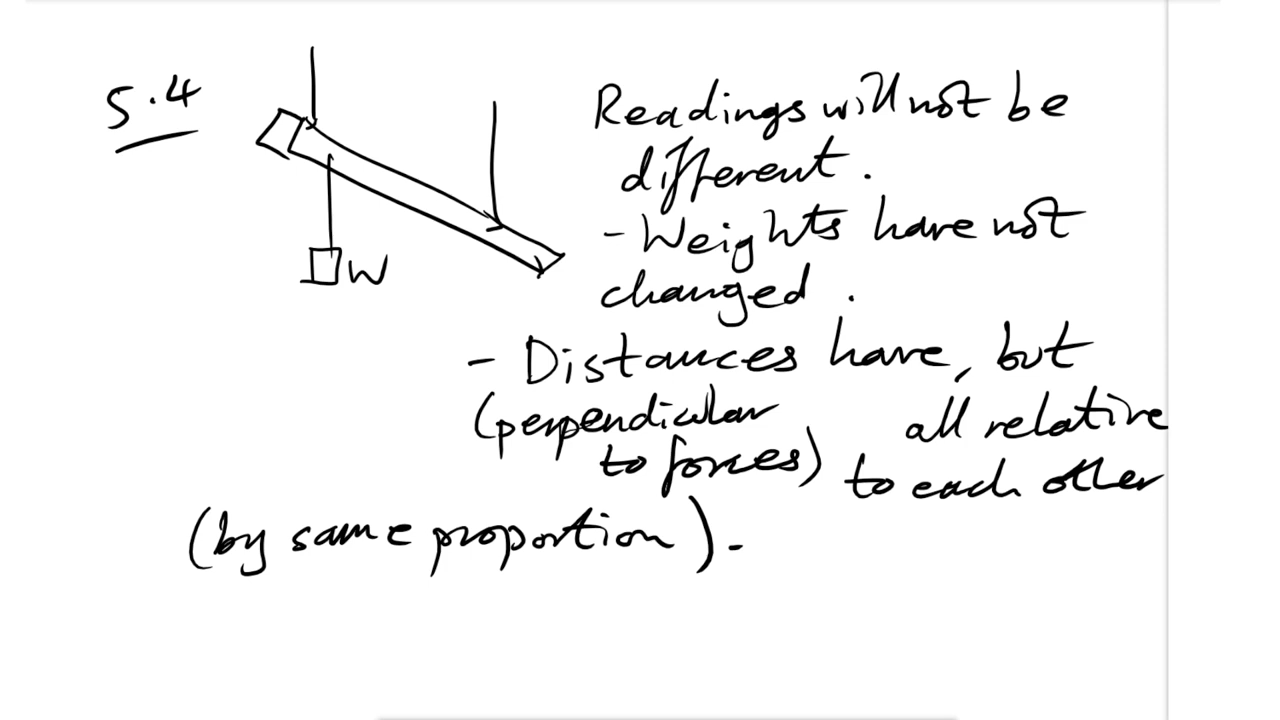 5.4
Readings will not be
different.
- Weights have not
W
changed.
- Distances have, but
(perpendicular all relative
to forces) to each other
(by same proportion).